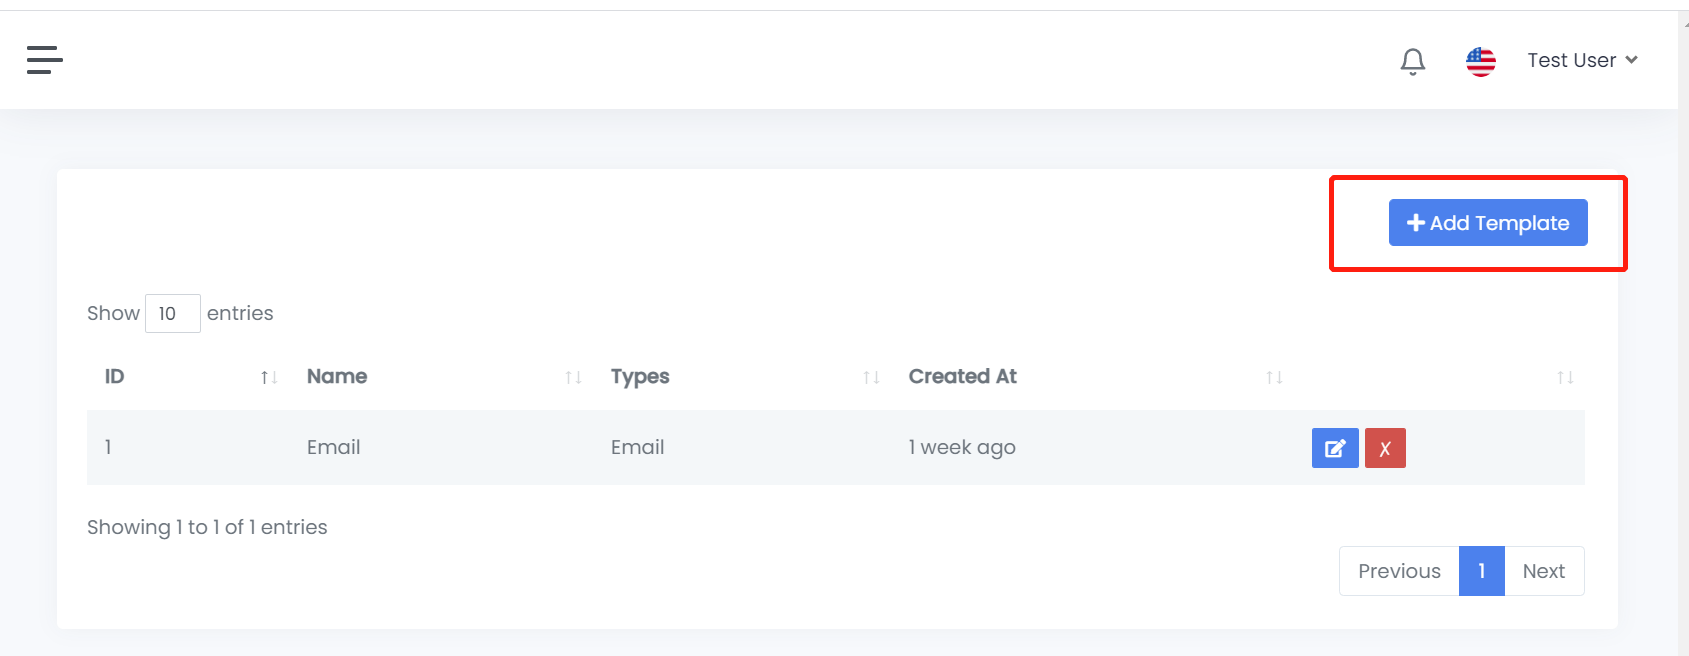 Test User
Add Template
Show 10 entries
ID Name Types Created At
1 Email Email 1 week ago X
Showing 1 to 1 of 1 entries
Previous 1 Next